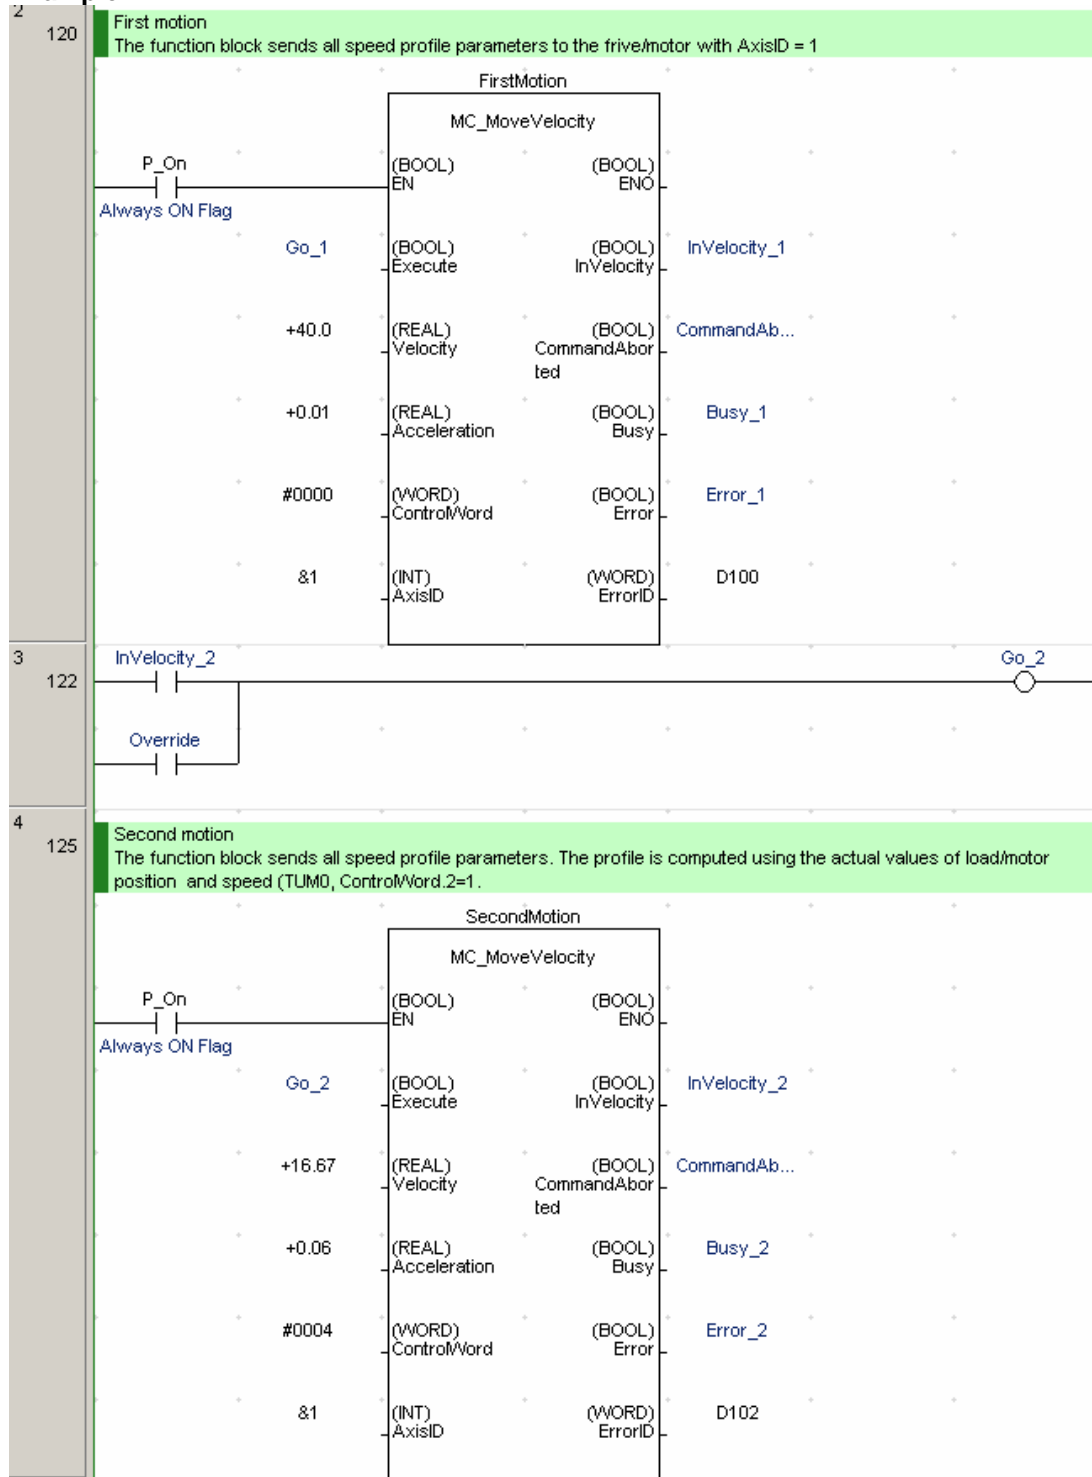 2
120
First motion
The function block sends all speed profile parameters to the frive/motor with AxisID = 1
FirstMotion
MC_MoveVelocity
P_On
(BOOL) (BOOL)
EN ENO
Always ON Flag
Go_1 (BOOL) (BOOL) InVelocity_1
Execute InVelocity
+40.0 (REAL) (BOOL) CommandAb...
Velocity CommandAbor
ted
+0.01 (REAL) (BOOL) Busy_1
Acceleration Busy
#0000 (WORD) (BOOL) Error_1
ControlWord Error
&1 (INT) (WORD) D100
AxisID ErrorID
3
122
InVelocity_2 Go_2
Override
4
125
Second motion
The function block sends all speed profile parameters. The profile is computed using the actual values of load/motor
position and speed (TUM0, ControlWord.2=1.
SecondMotion
MC_MoveVelocity
P_On
(BOOL) (BOOL)
EN ENO
Always ON Flag
Go_2 (BOOL) (BOOL) InVelocity_2
Execute InVelocity
+16.67 (REAL) (BOOL) CommandAb...
Velocity CommandAbor
ted
+0.06 (REAL) (BOOL) Busy_2
Acceleration Busy
#0004 (WORD) (BOOL) Error_2
ControlWord Error
&1 (INT) (WORD) D102
AxisID ErrorID